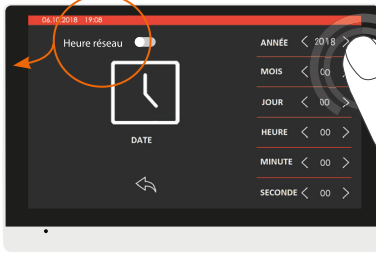 06.10.2018 19:08
Heure réseau
DATE
ANNÉE < 2018 >
MOIS < 00 >
JOUR < 00 >
HEURE < 00 >
MINUTE < 00 >
SECONDE < 00 >